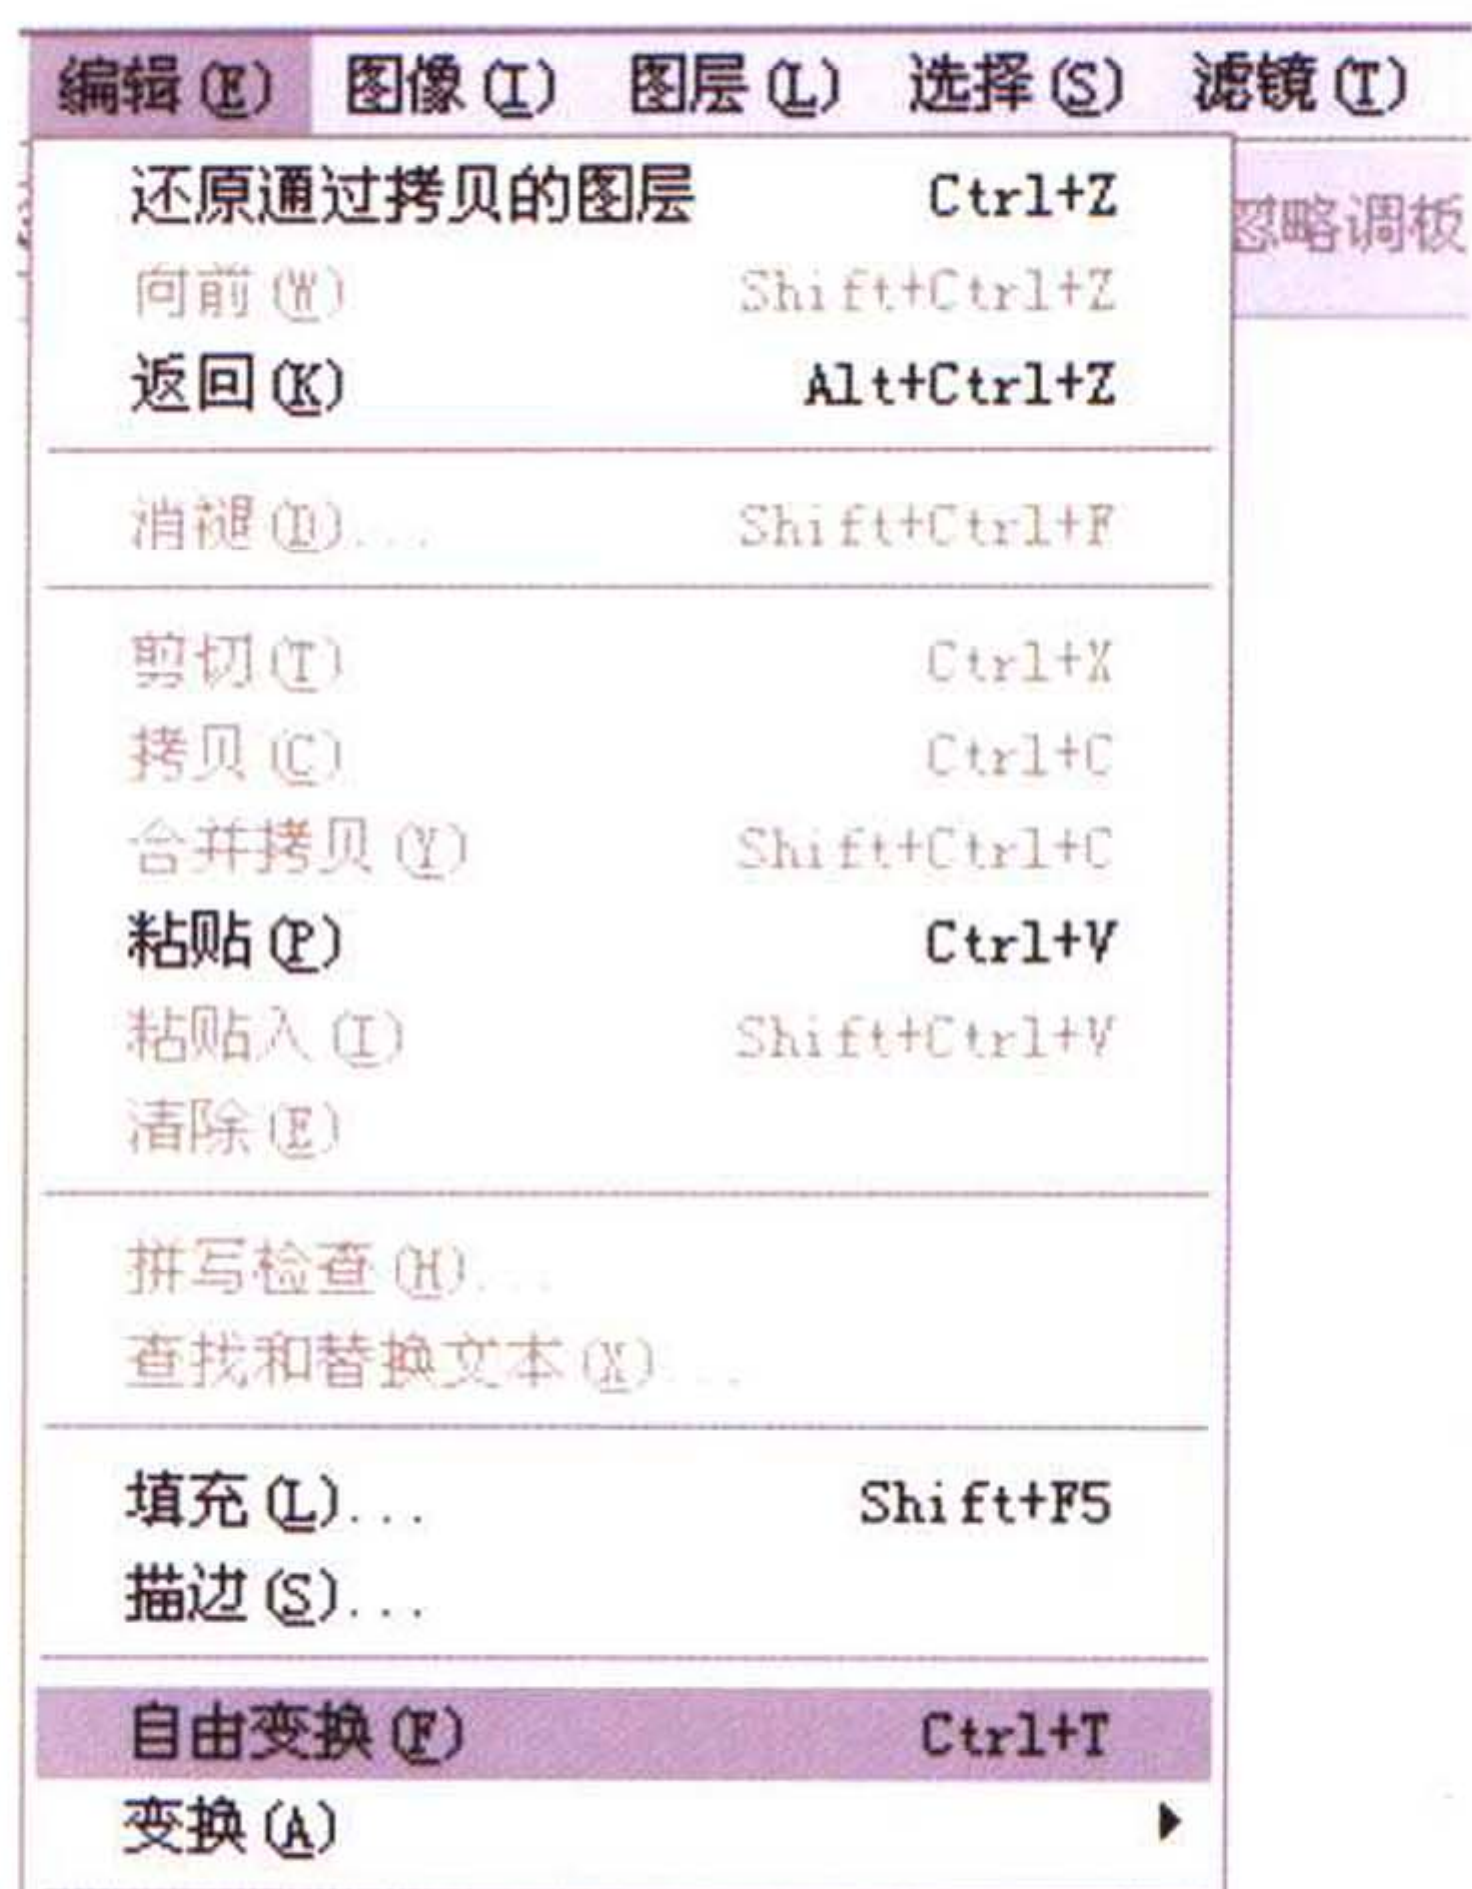 编辑(E) 图像(I) 图层(L) 选择(S) 滤镜(T)
还原通过拷贝的图层 Ctrl+Z
忽略调板
向前(W) Shift+Ctrl+Z
返回(K) Alt+Ctrl+Z
消褪(D)... Shift+Ctrl+F
剪切(T) Ctrl+X
拷贝(C) Ctrl+C
合并拷贝(Y) Shift+Ctrl+C
粘贴(P) Ctrl+V
粘贴入(I) Shift+Ctrl+V
清除(E)
拼写检查(H)...
查找和替换文本(X)...
填充(L)... Shift+F5
描边(S)...
自由变换(F) Ctrl+T
变换(A)